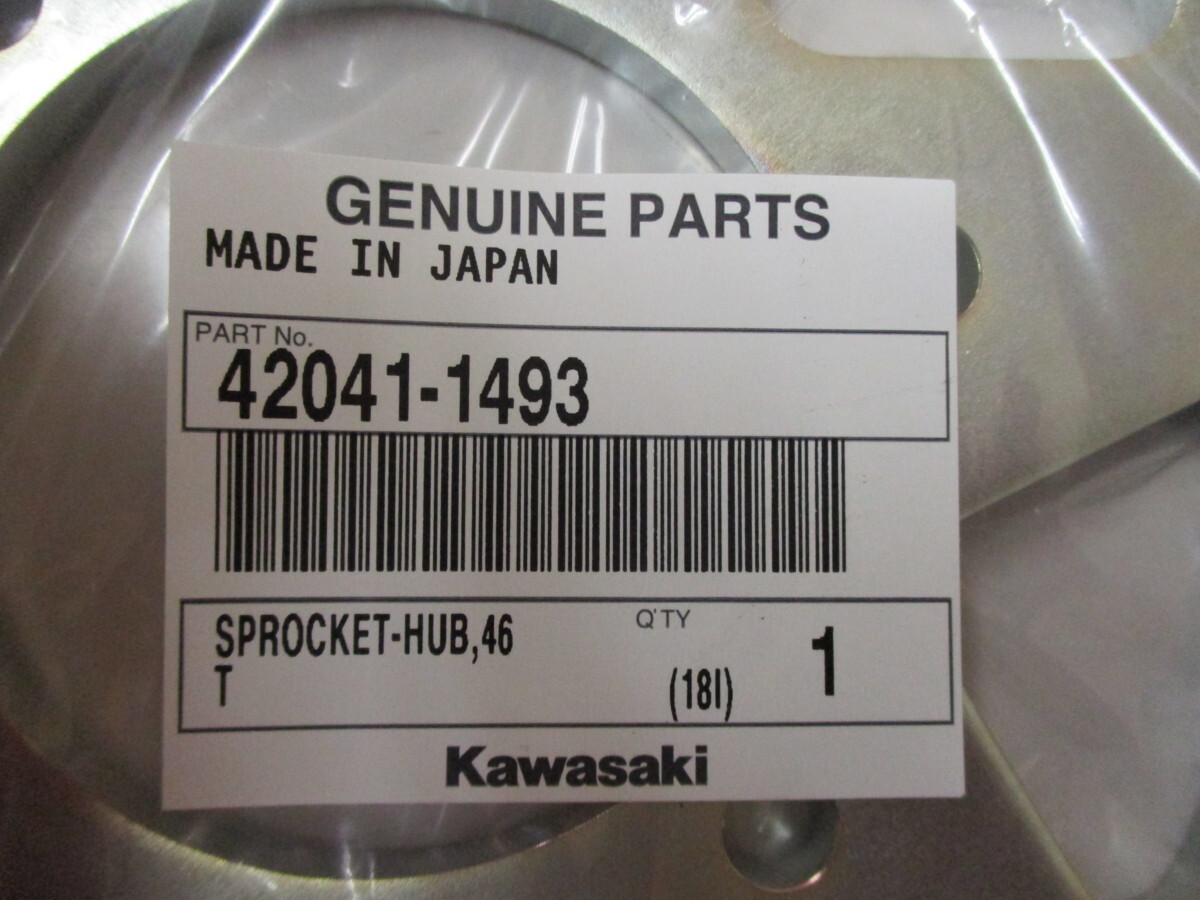 GENUINE PARTS
MADE IN JAPAN
PART No.
42041-1493
SPROCKET-HUB,46 Q'TY 1
T (18I)
Kawasaki